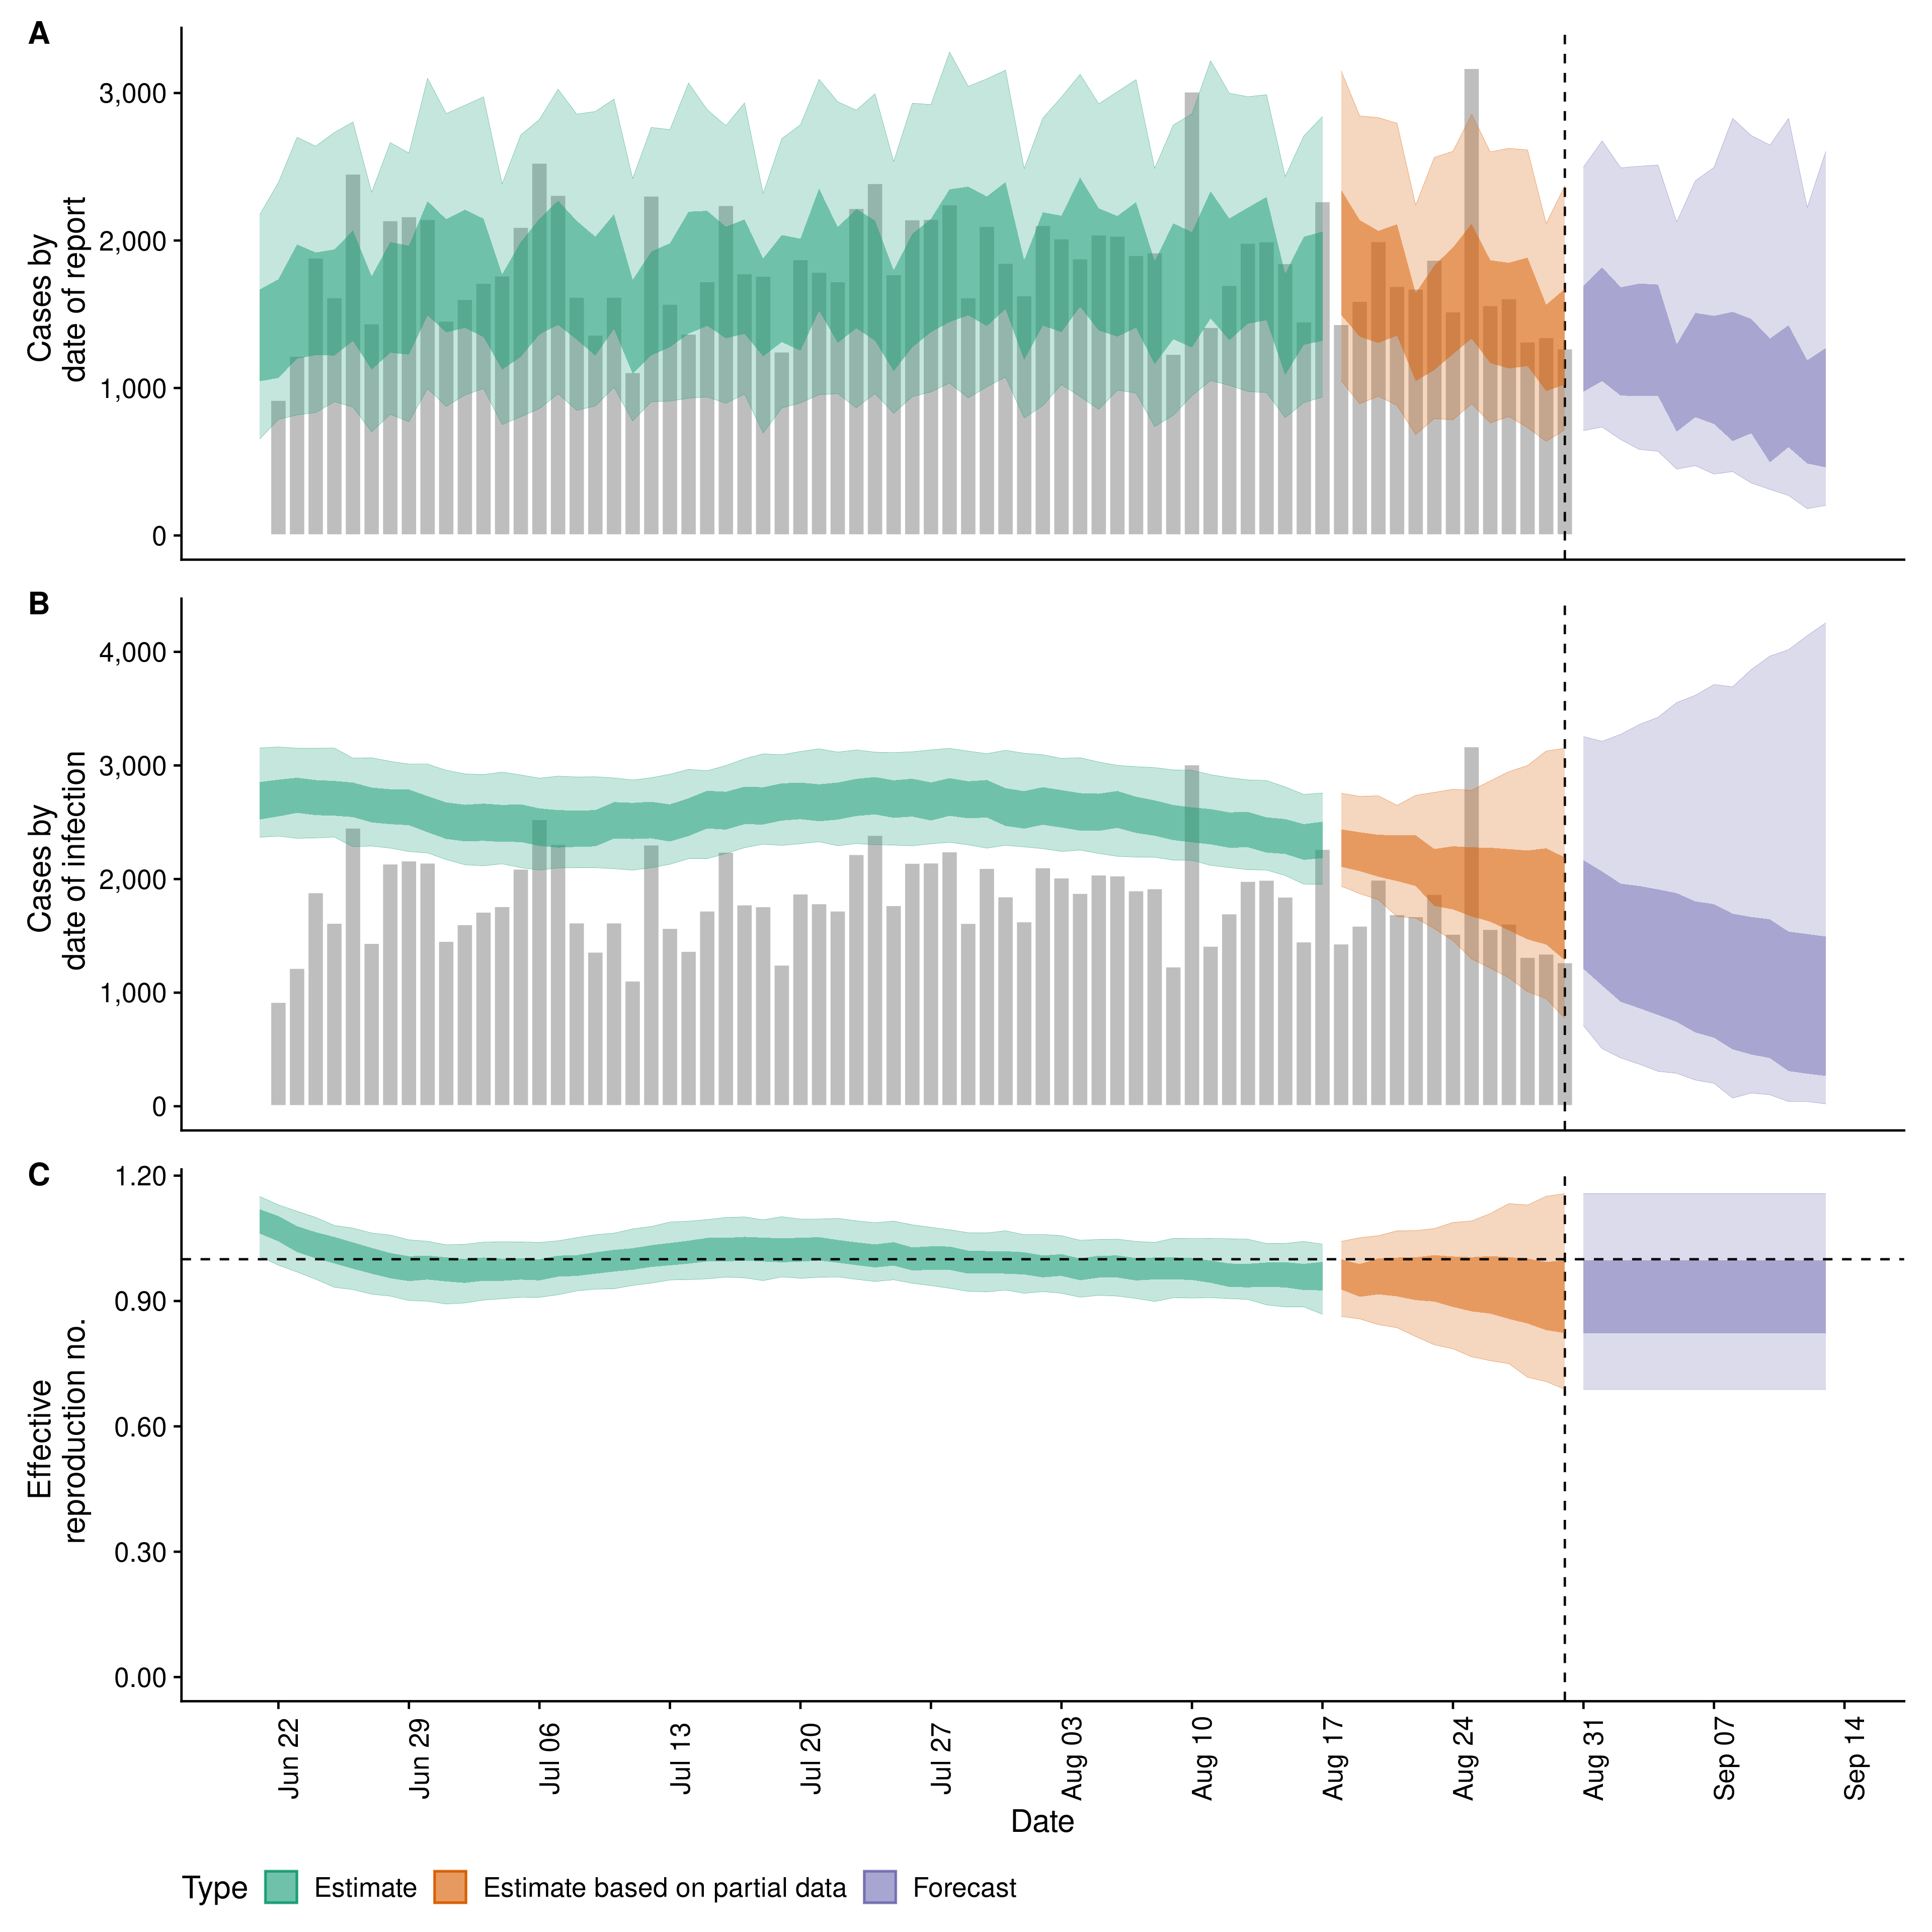 A
Cases by
date of report
3,000
2,000
1,000
0
B
Cases by
date of infection
4,000
3,000
2,000
1,000
0
C
Effective
reproduction no.
1.20
0.90
0.60
0.30
0.00
Jun 22
Jun 29
Jul 06
Jul 13
Jul 20
Jul 27
Aug 03
Aug 10
Aug 17
Aug 24
Aug 31
Sep 07
Sep 14
Date
Type Estimate Estimate based on partial data Forecast